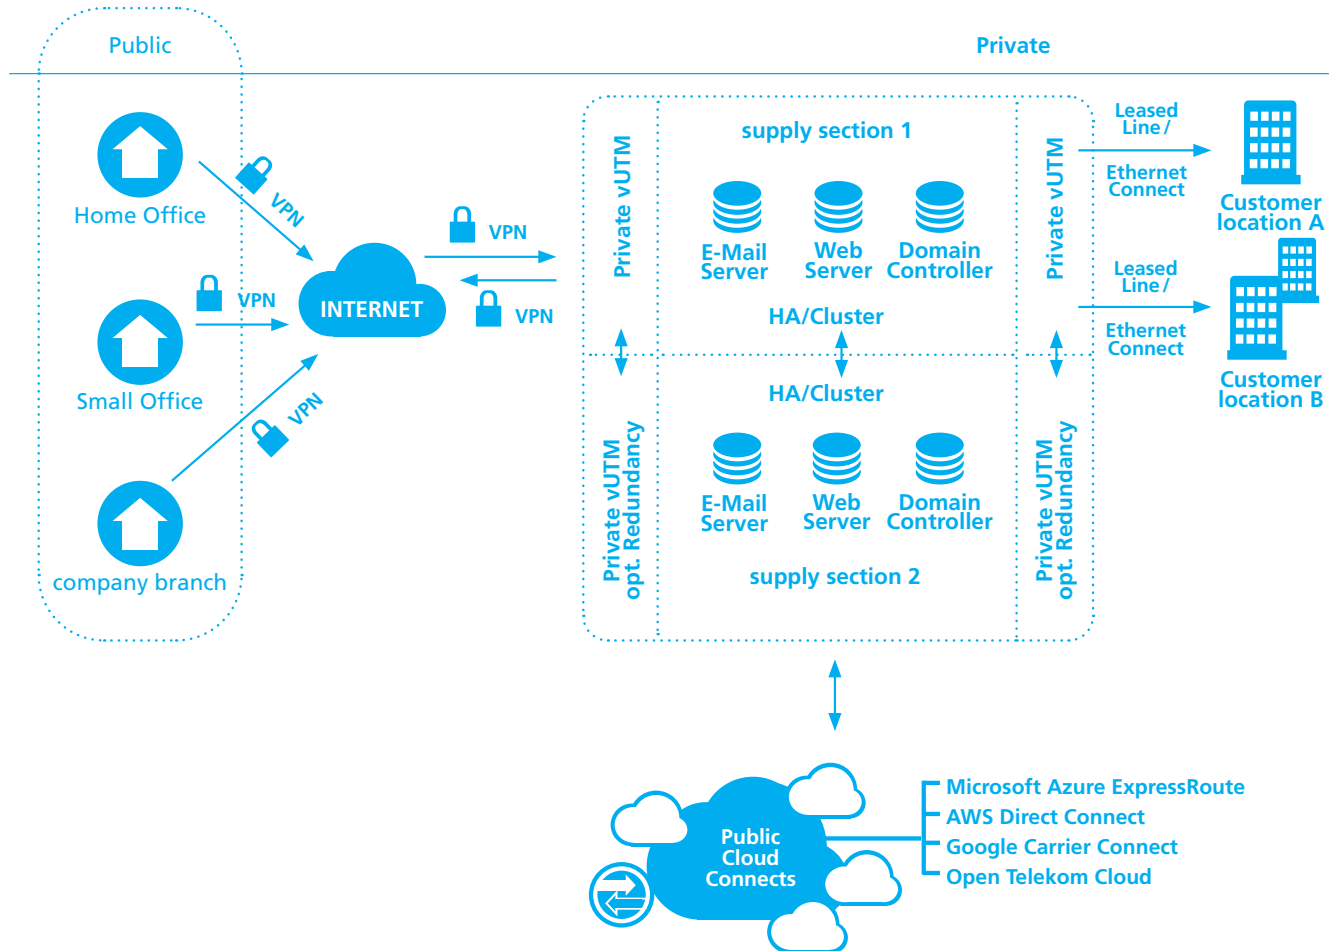 Public
Private
Home Office
Small Office
company branch
VPN
VPN
VPN
INTERNET
VPN
VPN
Private vUTM
Private vUTM
opt. Redundancy
supply section 1
E-Mail
Server
Web
Server
Domain
Controller
HA/Cluster
HA/Cluster
E-Mail
Server
Web
Server
Domain
Controller
supply section 2
Private vUTM
Private vUTM
opt. Redundancy
Leased
Line /
Ethernet
Connect
Customer
location A
Leased
Line /
Ethernet
Connect
Customer
location B
Public
Cloud
Connects
Microsoft Azure ExpressRoute
AWS Direct Connect
Google Carrier Connect
Open Telekom Cloud